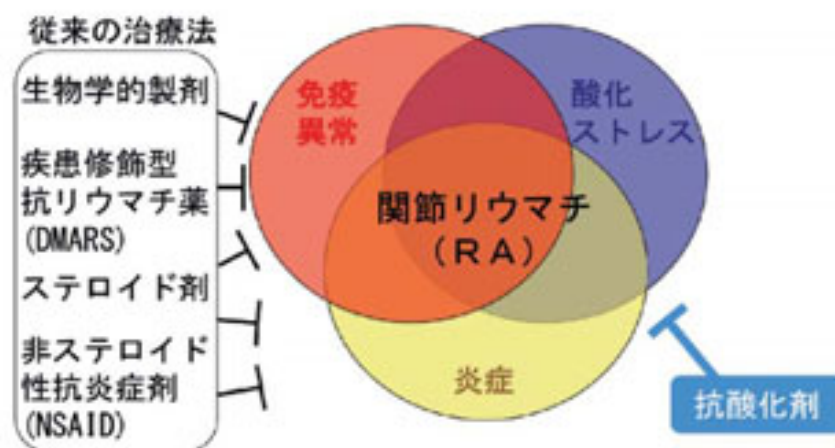 従来の治療法
生物学的製剤
疾患修飾型
抗リウマチ薬
(DMARS)
ステロイド剤
非ステロイド
性抗炎症剤
(NSAID)
免疫
異常
酸化
ストレス
関節リウマチ
(RA)
炎症
抗酸化剤